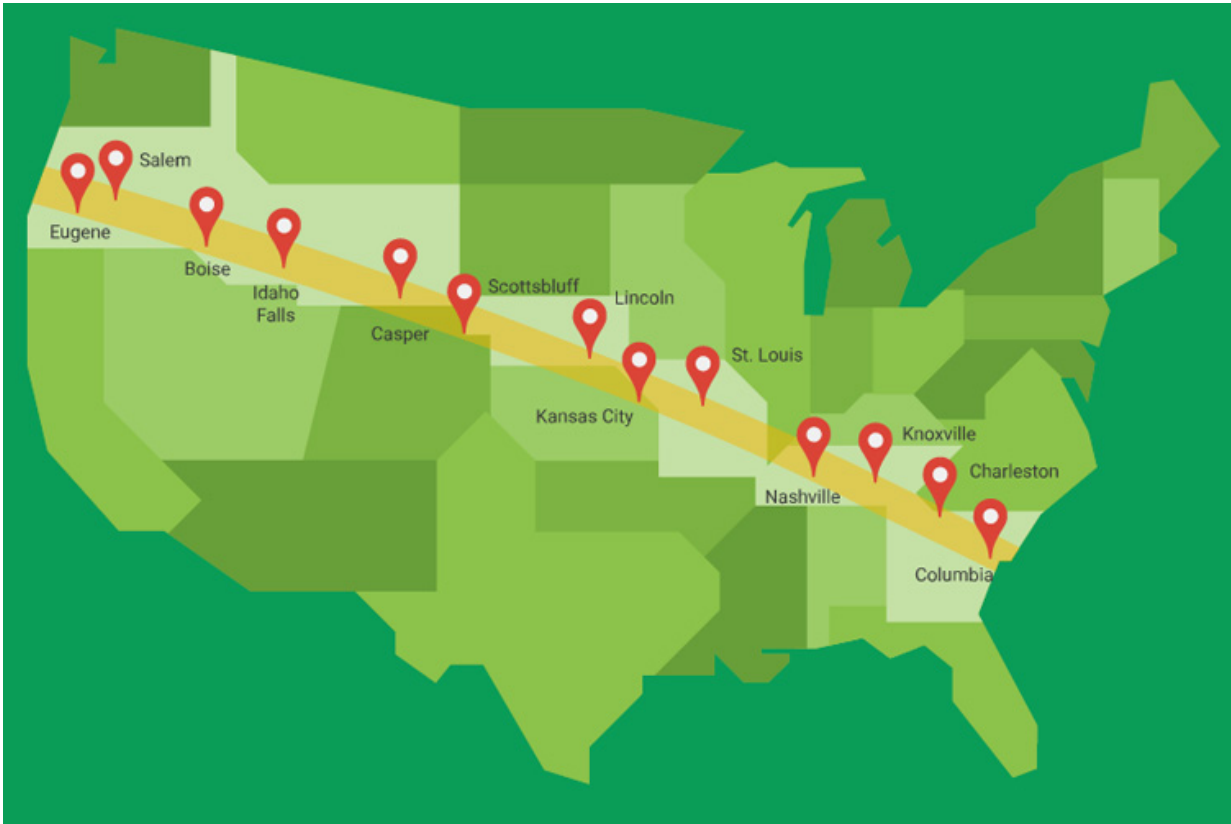 Salem
Eugene
Boise
Idaho
Falls
Casper
Scottsbluff
Lincoln
Kansas City
St. Louis
Nashville
Knoxville
Charleston
Columbia